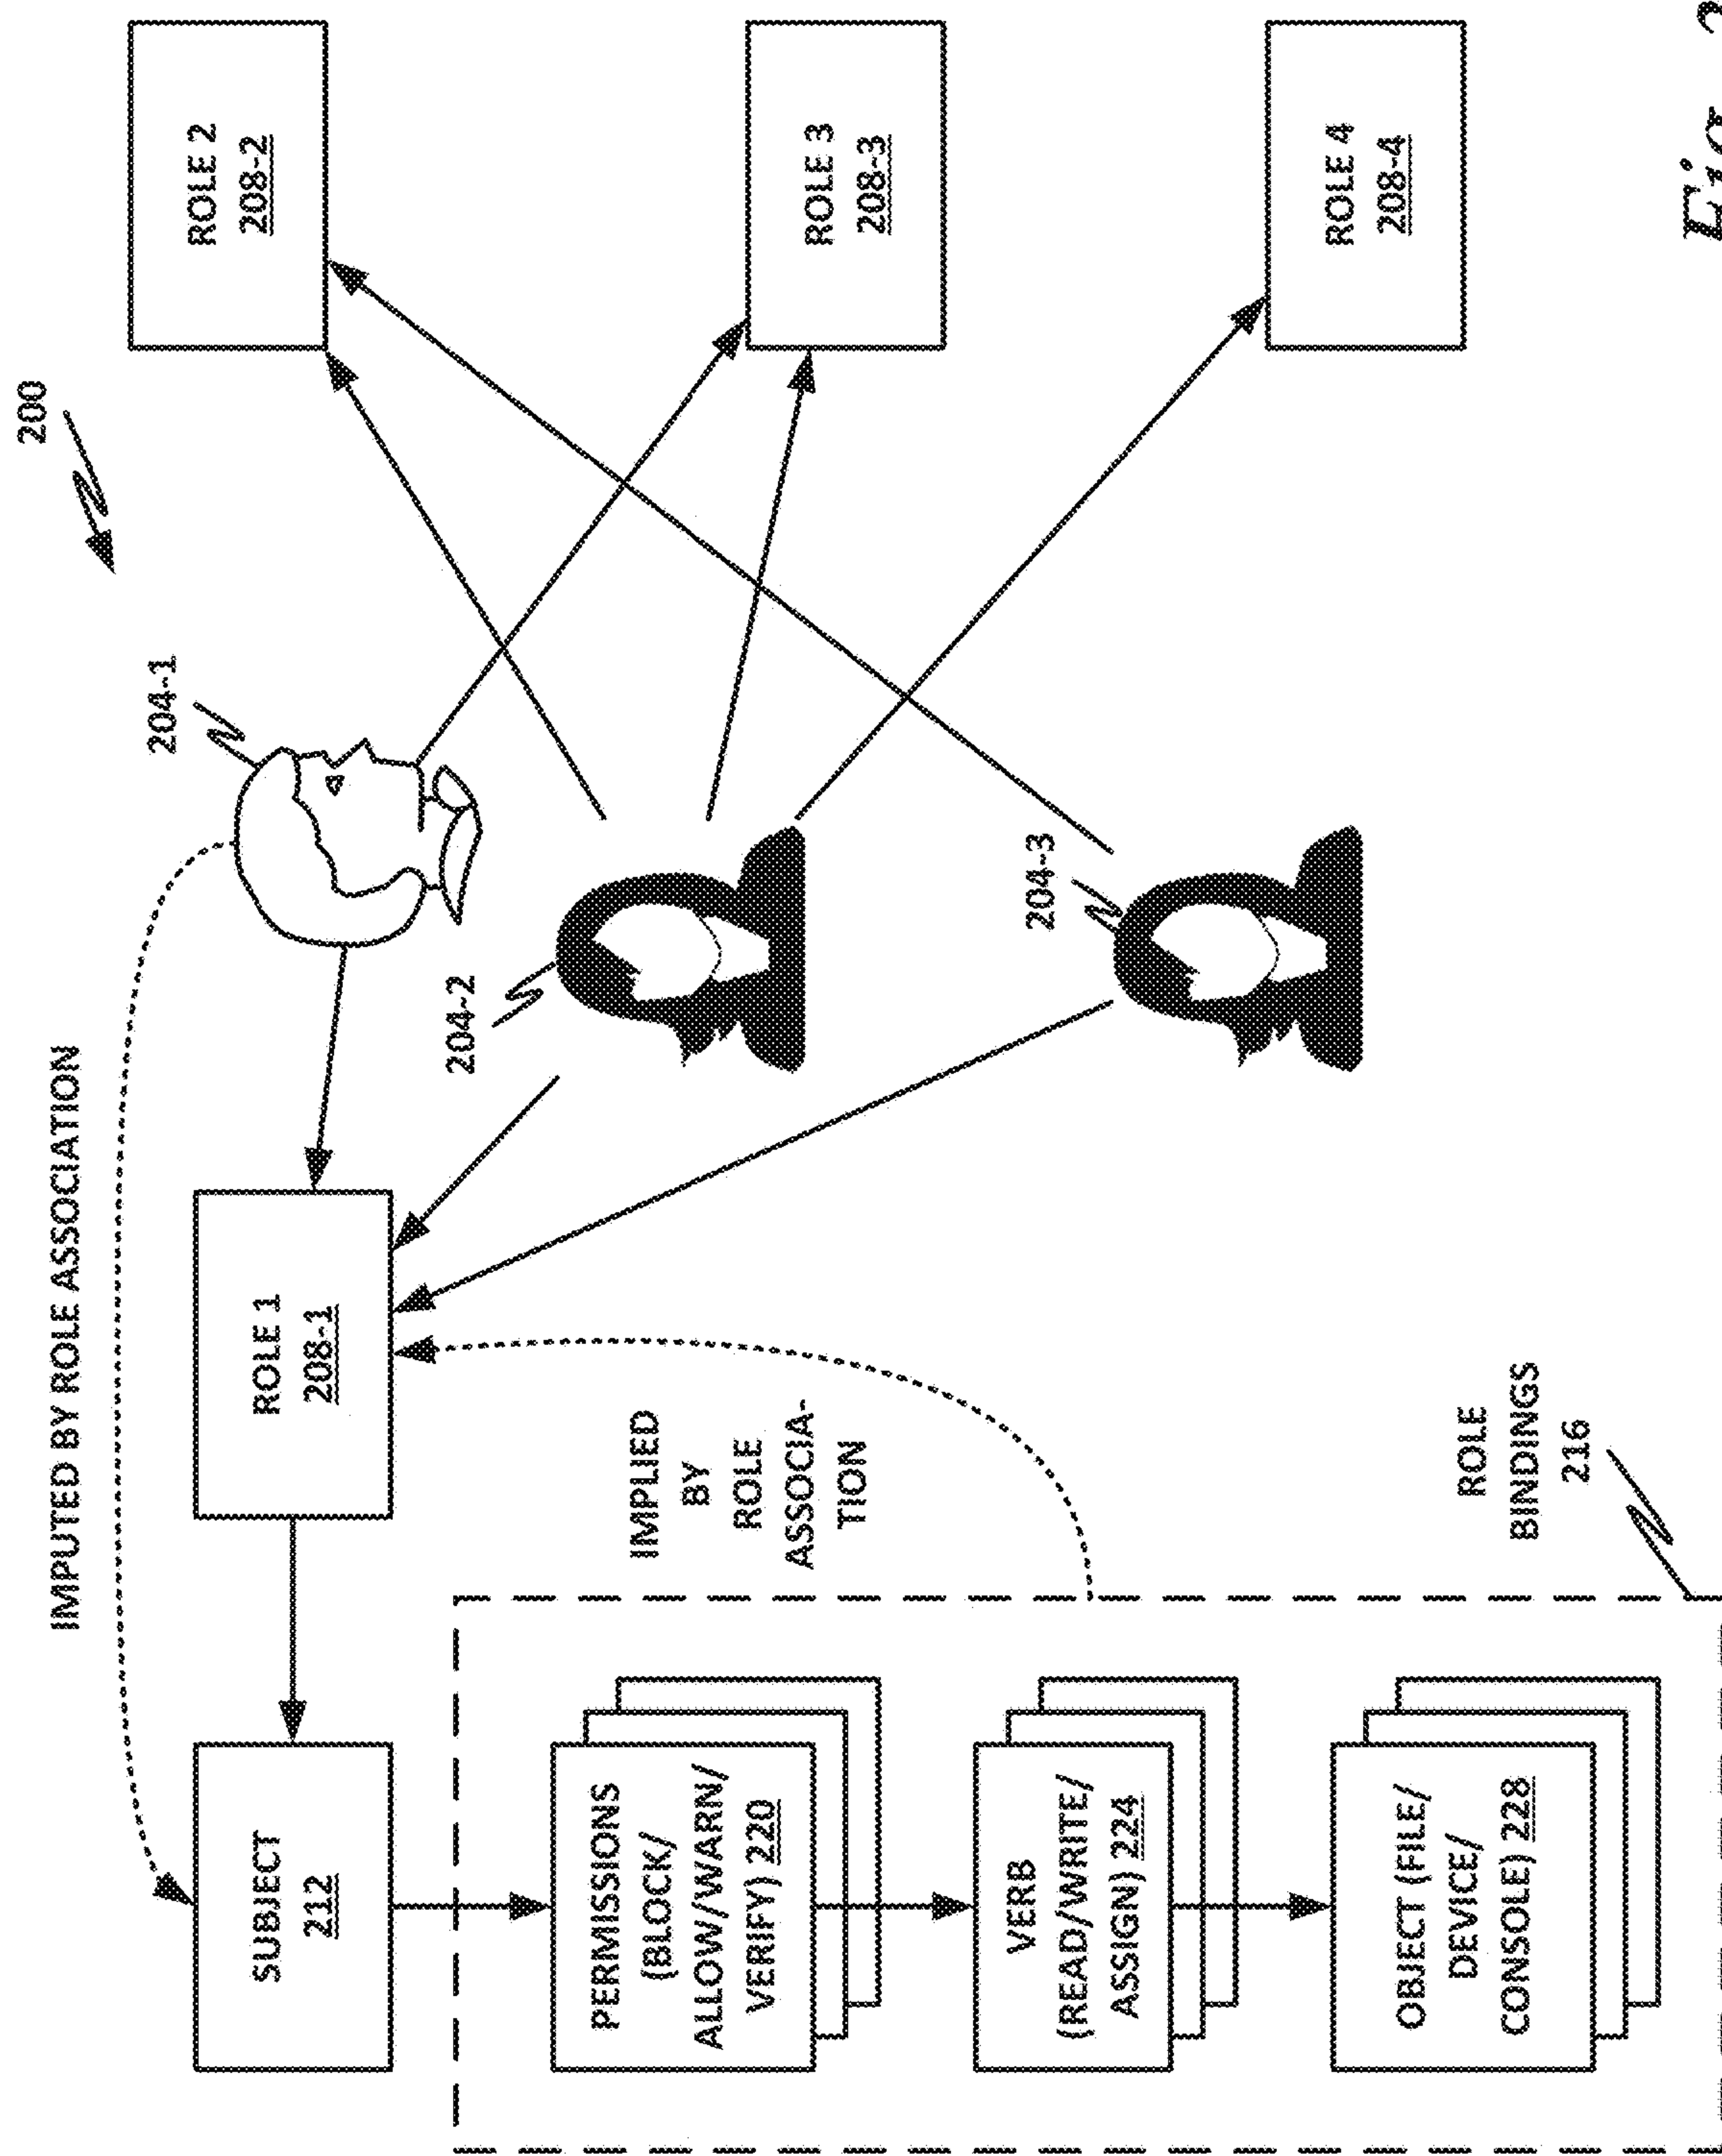 200
IMPUTED BY ROLE ASSOCIATION
204-1
SUBJECT
212
ROLE 1
208-1
ROLE 2
208-2
204-2
IMPLIED
BY
ROLE
ASSOCIA-
TION
PERMISSIONS
(BLOCK/
ALLOW/WARN/
VERIFY) 220
ROLE 3
208-3
204-3
VERB
(READ/WRITE/
ASSIGN) 224
ROLE 4
208-4
OBJECT (FILE/
DEVICE/
CONSOLE) 228
ROLE
BINDINGS
216
Fig.